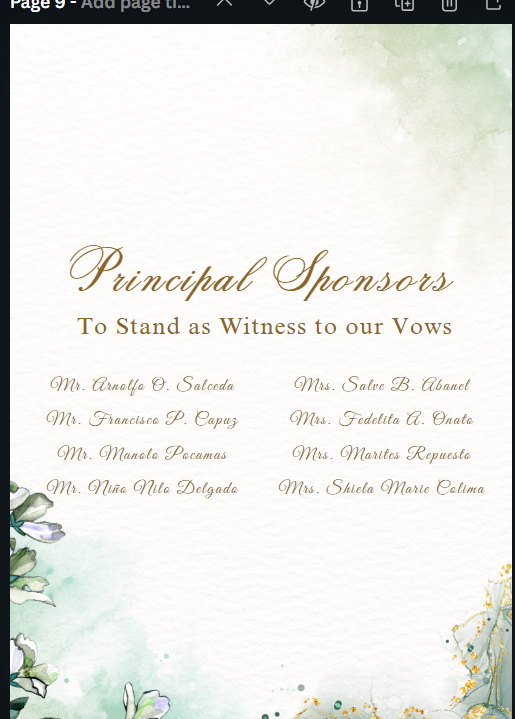 Page 9 - Add page ti...
Principal Sponsors
To Stand as Witness to our Vows
Mr. Arnolfo O. Salceda
Mrs. Salve B. Abanel
Mr. Francisco P. Capuz
Mrs. Fedelita A. Onato
Mr. Manolo Pocamas
Mrs. Marites Repuesto
Mr. Niño Nilo Delgado
Mrs. Shiela Marie Colima